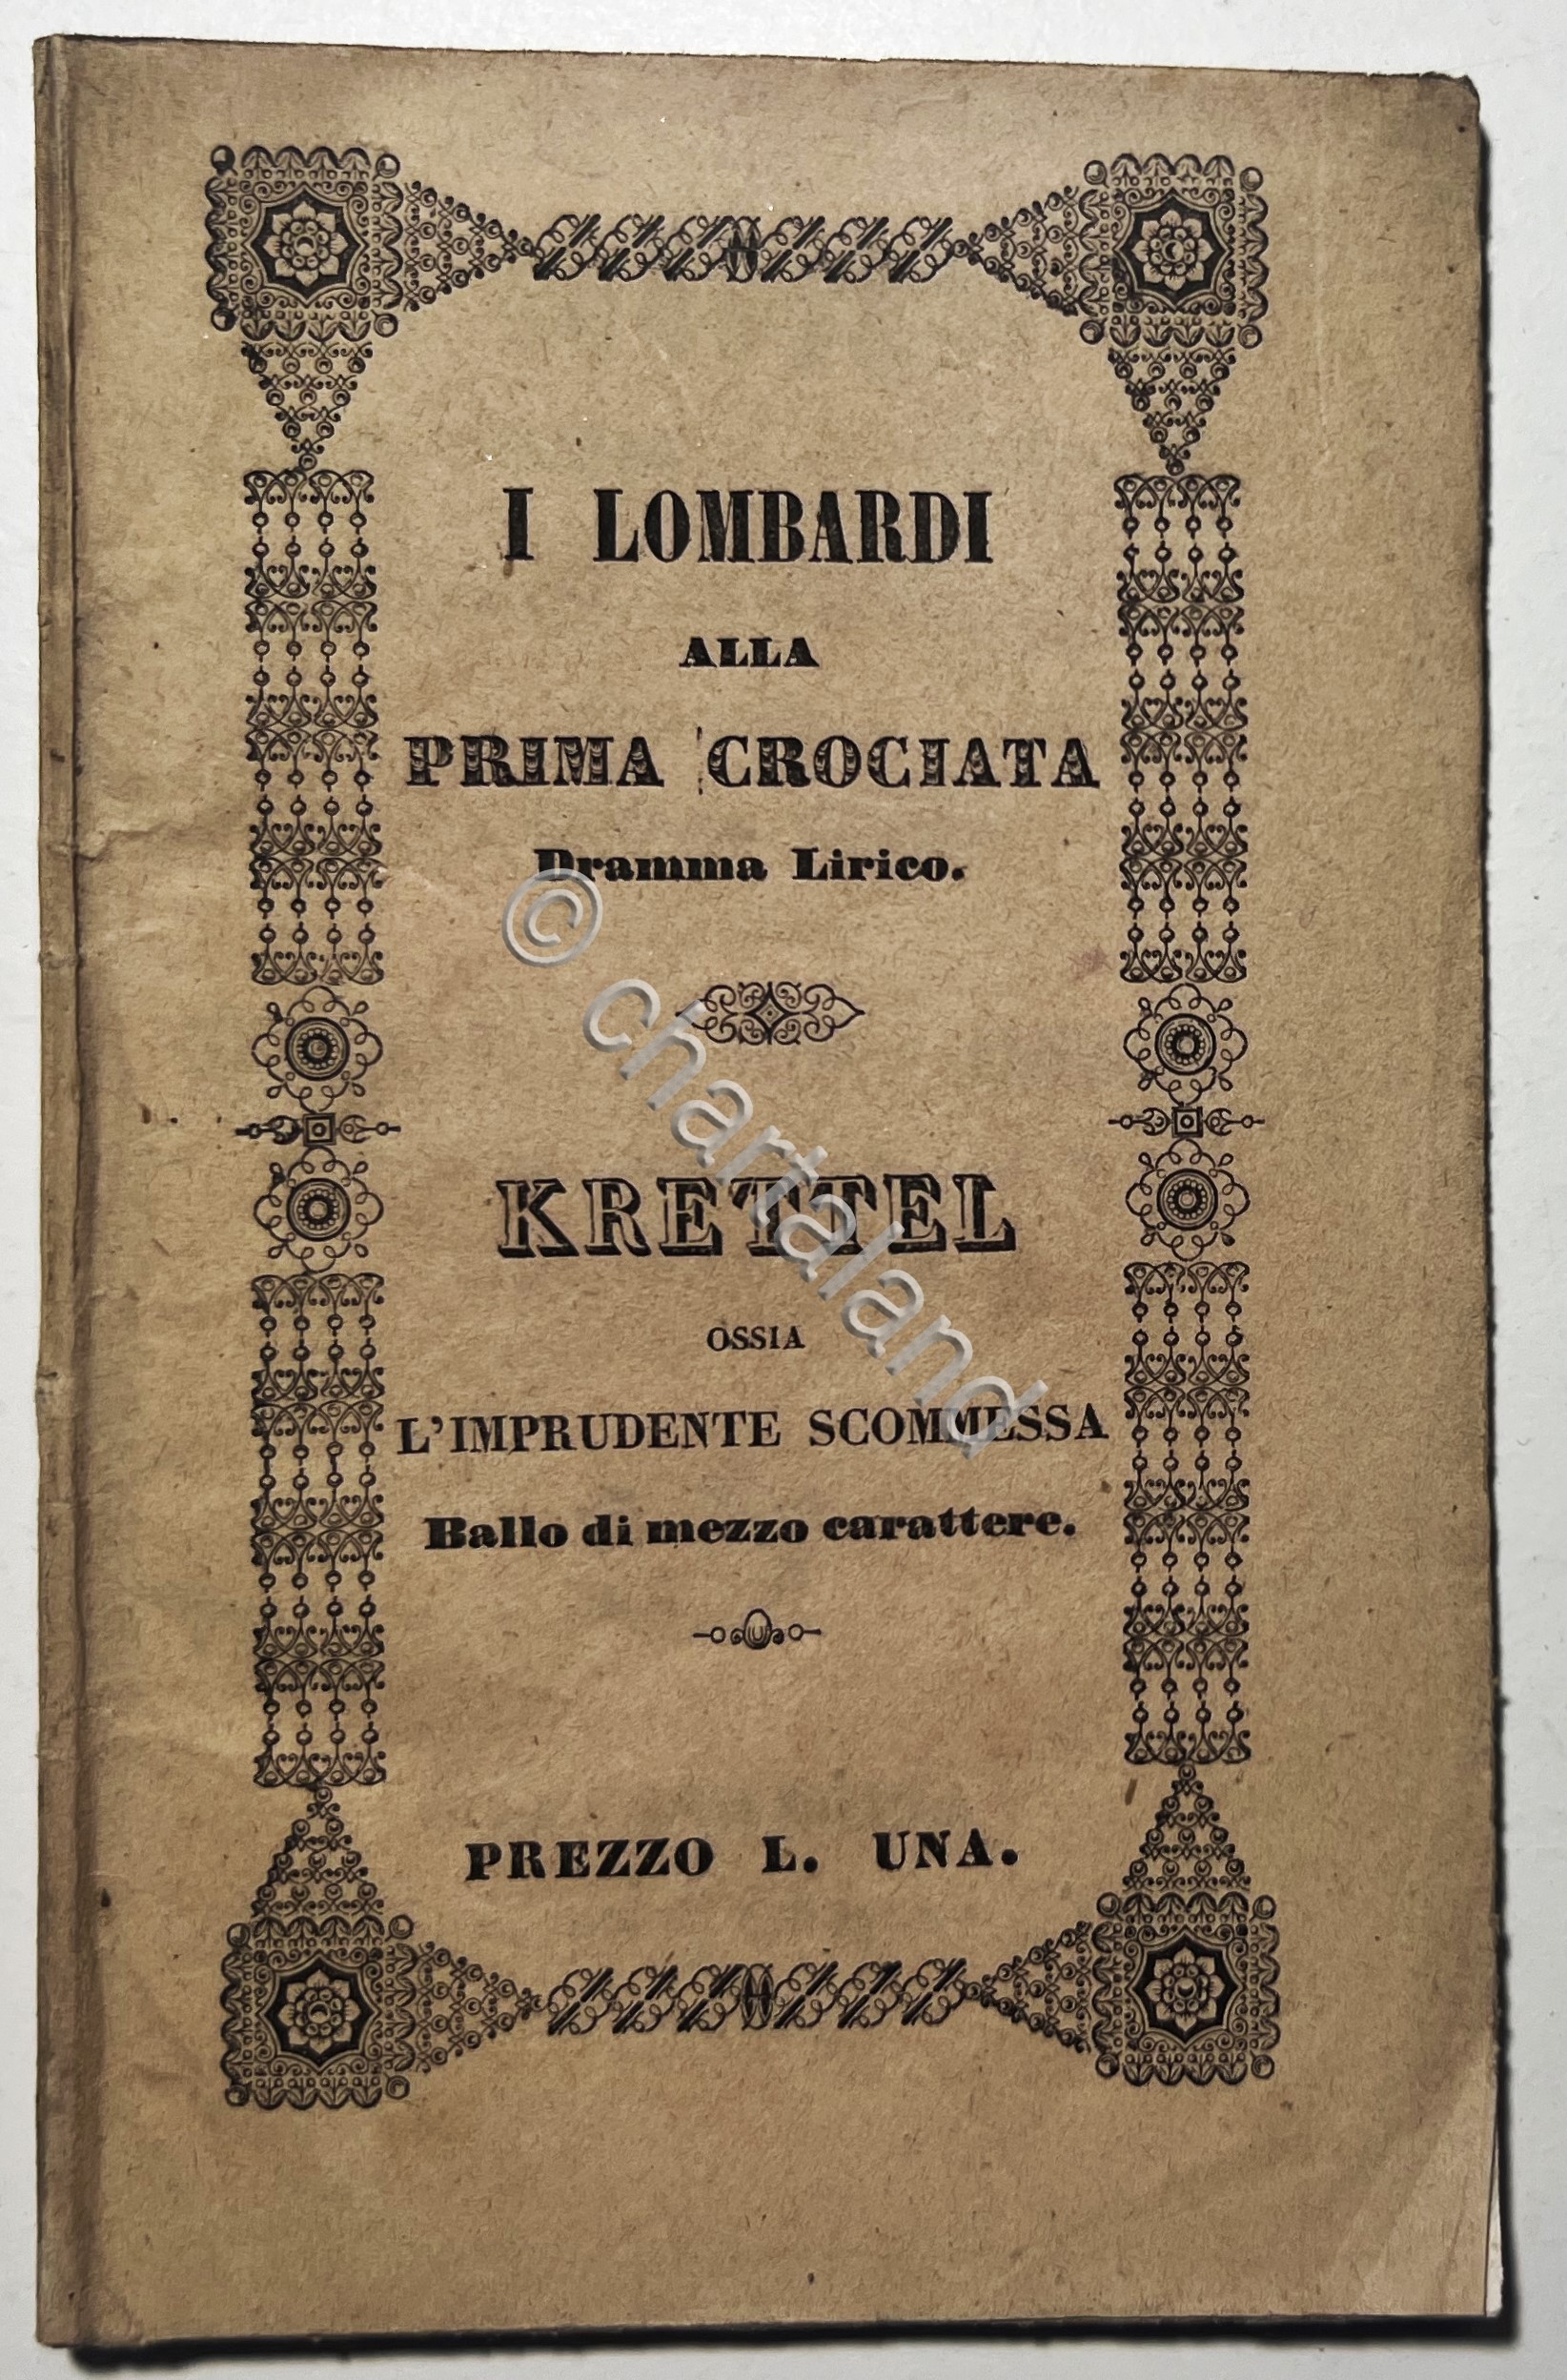 I LOMBARDI
ALLA
PRIMA CROCIATA
Dramma Lirico.
KRETTEL
OSSIA
L'IMPRUDENTE SCOMMESSA
Ballo di mezzo carattere.
PREZZO L. UNA.
© chartaland